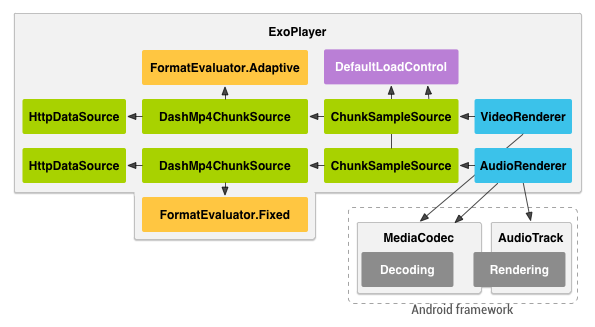 ExoPlayer
FormatEvaluator.Adaptive
DefaultLoadControl
HttpDataSource
DashMp4ChunkSource
ChunkSampleSource
VideoRenderer
HttpDataSource
DashMp4ChunkSource
ChunkSampleSource
AudioRenderer
FormatEvaluator.Fixed
MediaCodec
AudioTrack
Decoding
Rendering
Android framework